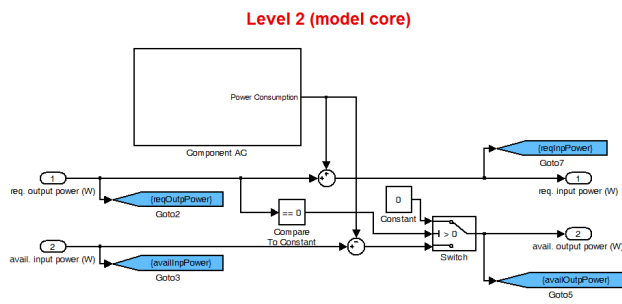 Level 2 (model core)
Power Consumption
Component AC
{reqInpPower}
Goto7
1
req. output power (W)
{reqOutpPower}
Goto2
1
req. input power (W)
== 0
Compare
To Constant
0
Constant
> 0
Switch
2
avail. input power (W)
{availInpPower}
Goto3
2
avail. output power (W)
{availOutpPower}
Goto5